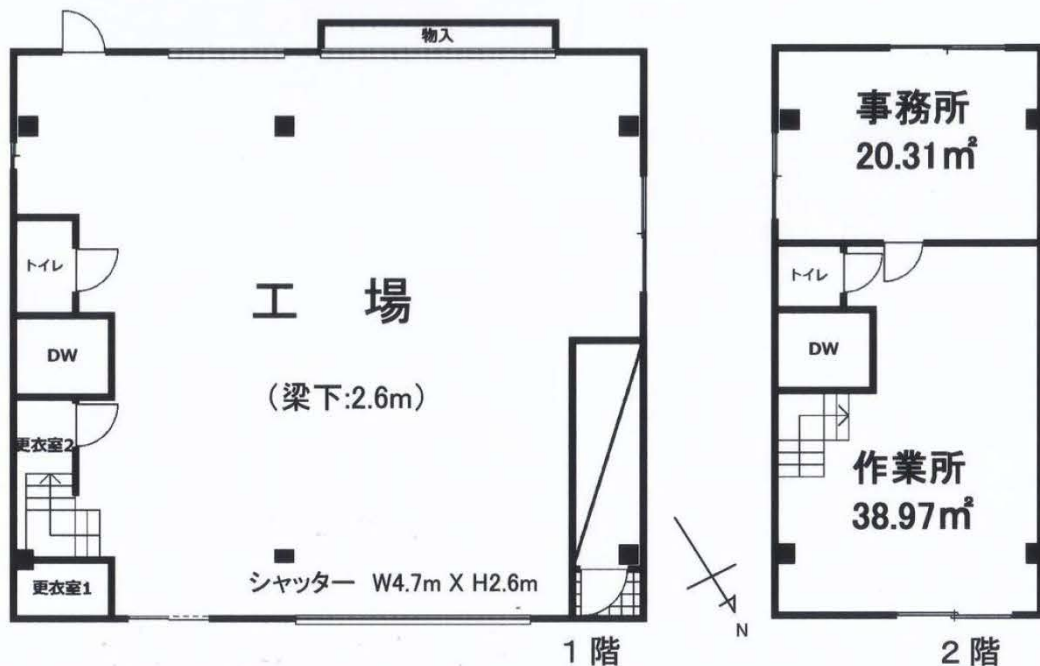 物入
トイレ
工 場
DW
(梁下:2.6m)
更衣室2
更衣室1
シャッター W4.7m X H2.6m
1階
N
事務所
20.31㎡
トイレ
DW
作業所
38.97㎡
2階